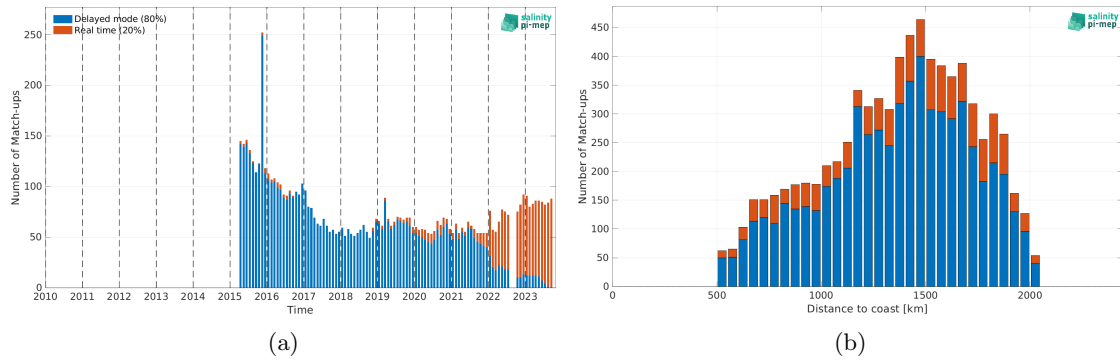 Delayed mode (80%)
Real time (20%)
salinity
pi-mep
Number of Match-ups
250
200
150
100
50
0
2010 2011 2012 2013 2014 2015 2016 2017 2018 2019 2020 2021 2022 2023
Time
(a)
salinity
pi-mep
Number of Match-ups
450
400
350
300
250
200
150
100
50
0
0 500 1000 1500 2000
Distance to coast [km]
(b)